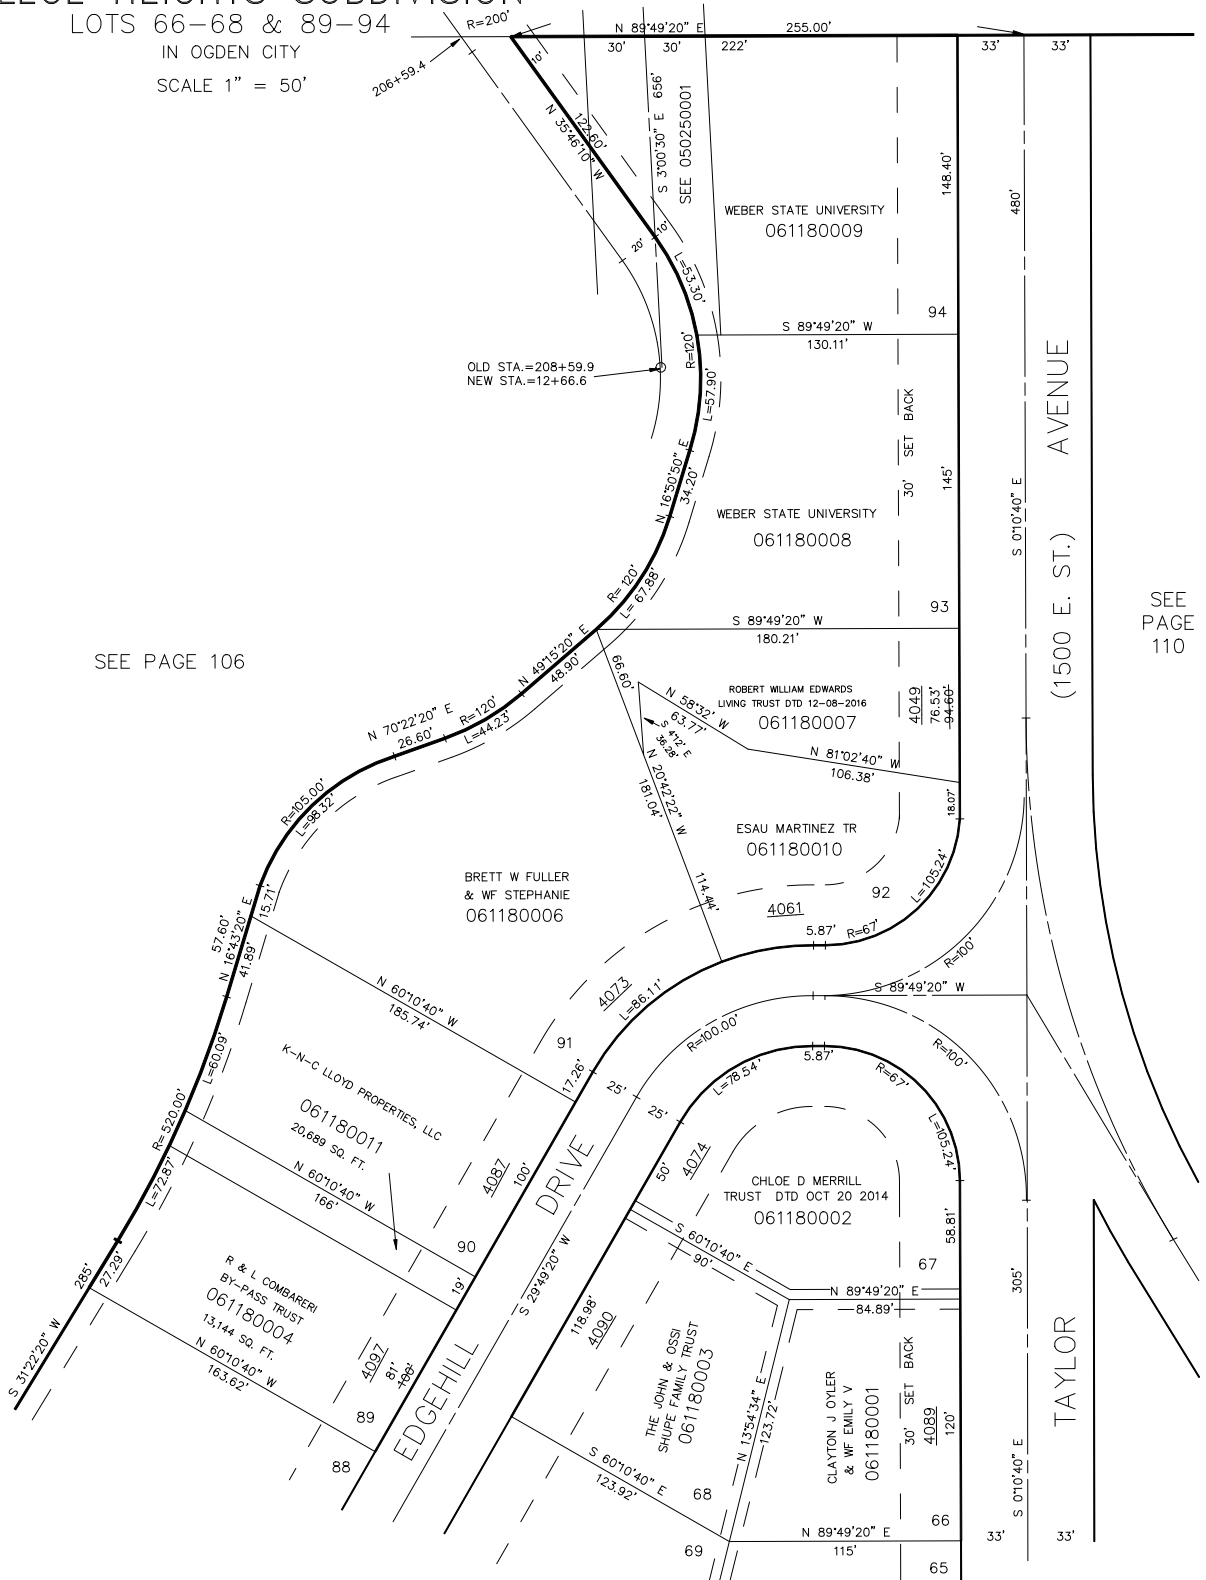 LOTS 66-68 & 89-94
IN OGDEN CITY
SCALE 1" = 50'
R=200'
206+59.4
N 89°49'20" E
255.00'
30'
30'
222'
33'
33'
10'
122.60'
N 35°46'10" W
S 3°00'30" E 656'
SEE 050250001
148.40'
480'
WEBER STATE UNIVERSITY
061180009
20'
10'
L=53.30'
94
S 89°49'20" W
130.11'
R=120'
OLD STA.=208+59.9
NEW STA.=12+66.6
L=57.90'
30' SET BACK
145'
AVENUE
(1500 E. ST.)
N 16°50'50" E
34.20'
S 0°10'40" E
WEBER STATE UNIVERSITY
061180008
R= 120'
L= 67.88'
93
SEE
PAGE
110
S 89°49'20" W
180.21'
SEE PAGE 106
N 49°15'20" E
48.90'
66.60'
ROBERT WILLIAM EDWARDS
LIVING TRUST DTD 12-08-2016
061180007
4049
76.53'
94.60'
N 58°32' W
63.77'
S 4°12' E
36.28'
N 70°22'20" E
26.60'
R=120'
L=44.23'
N 81°02'40" W
106.38'
N 20°42'22" W
181.04'
18.07'
R=105.00'
L=98.32'
ESAU MARTINEZ TR
061180010
BRETT W FULLER
& WF STEPHANIE
061180006
114.44'
92
L=105.24'
4061
5.87'
R=67'
R=100'
15.71'
57.60'
N 16°43'20" E
41.89'
N 60°10'40" W
185.74'
4073
L=86.11'
S 89°49'20" W
R=100.00'
5.87'
R=100'
91
L=78.54'
R=67'
L=60.09'
K-N-C LLOYD PROPERTIES, LLC
061180011
20,689 SQ. FT.
17.26'
25'
25'
R= 520.00'
L=72.87'
N 60°10'40" W
166'
4087
100'
DRIVE
50'
4074
L=105.24'
CHLOE D MERRILL
TRUST DTD OCT 20 2014
061180002
58.81'
90
67
S 60°10'40" E
90'
285'
27.29'
R & L COMBARERI
BY-PASS TRUST
061180004
13,144 SQ. FT.
19'
S 29°49'20" W
118.98'
4090
N 89°49'20" E
84.89'
305'
S 31°22'20" W
N 60°10'40" W
163.62'
4097
81'
100'
EDGEHILL
THE JOHN & OSSI
SHUPE FAMILY TRUST
061180003
N 13°54'34" E
123.72'
CLAYTON J OYLER
& WF EMILY V
061180001
30' SET BACK
4089
120'
TAYLOR
89
88
S 60°10'40" E
123.92'
68
S 0°10'40" E
66
N 89°49'20" E
115'
33'
33'
69
65